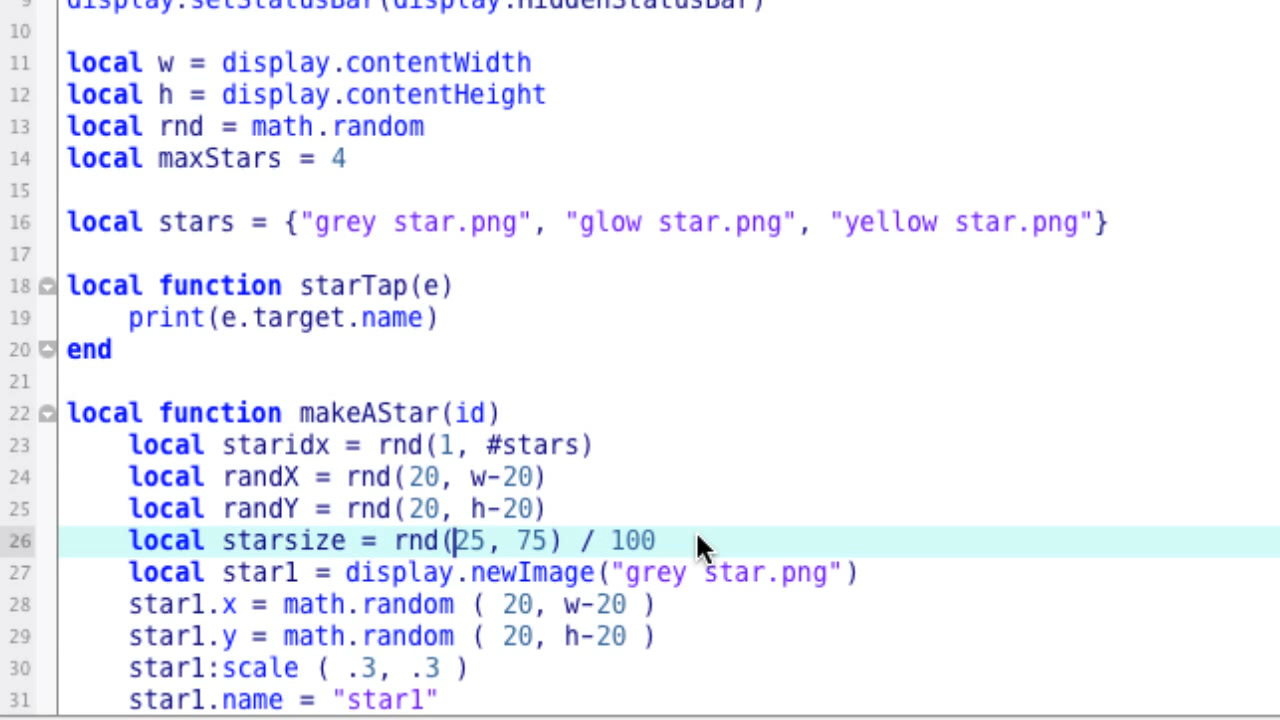 9 display.setStatusBar(display.HiddenStatusBar)
10
11 local w = display.contentWidth
12 local h = display.contentHeight
13 local rnd = math.random
14 local maxStars = 4
15
16 local stars = {"grey star.png", "glow star.png", "yellow star.png"}
17
18 local function starTap(e)
19     print(e.target.name)
20 end
21
22 local function makeAStar(id)
23     local staridx = rnd(1, #stars)
24     local randX = rnd(20, w-20)
25     local randY = rnd(20, h-20)
26     local starsize = rnd(25, 75) / 100
27     local star1 = display.newImage("grey star.png")
28     star1.x = math.random ( 20, w-20 )
29     star1.y = math.random ( 20, h-20 )
30     star1:scale ( .3, .3 )
31     star1.name = "star1"